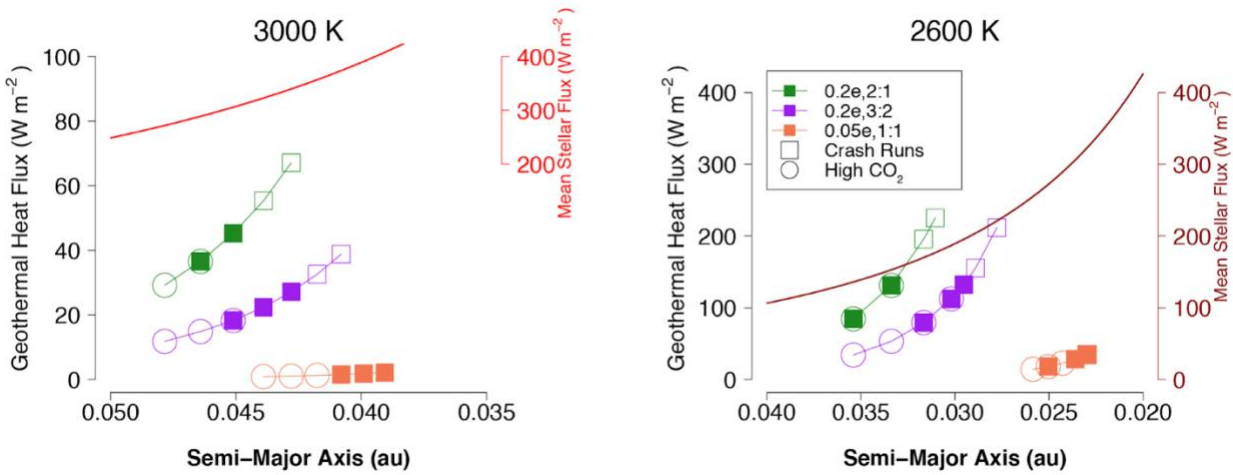 3000 K
Geothermal Heat Flux (W m⁻²)
100
80
60
40
20
0
400
300
200
Mean Stellar Flux (W m⁻²)
0.050
0.045
0.040
0.035
Semi-Major Axis (au)
2600 K
Geothermal Heat Flux (W m⁻²)
400
300
200
100
0
0.2e,2:1
0.2e,3:2
0.05e,1:1
Crash Runs
High CO₂
400
300
200
100
0
Mean Stellar Flux (W m⁻²)
0.040
0.035
0.030
0.025
0.020
Semi-Major Axis (au)